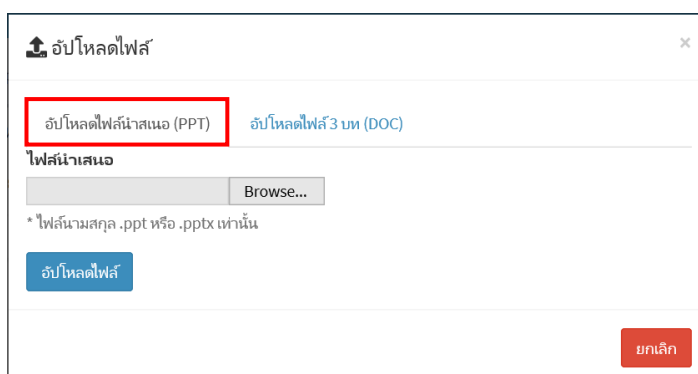 อัปโหลดไฟล์
×
อัปโหลดไฟล์นำสนอ (PPT) อัปโหลดไฟล์ 3 บท (DOC)
ไฟล์นำเสนอ
Browse...
* ไฟล์นามสกุล .ppt หรือ .pptx เท่านั้น
อัปโหลดไฟล์
ยกเลิก